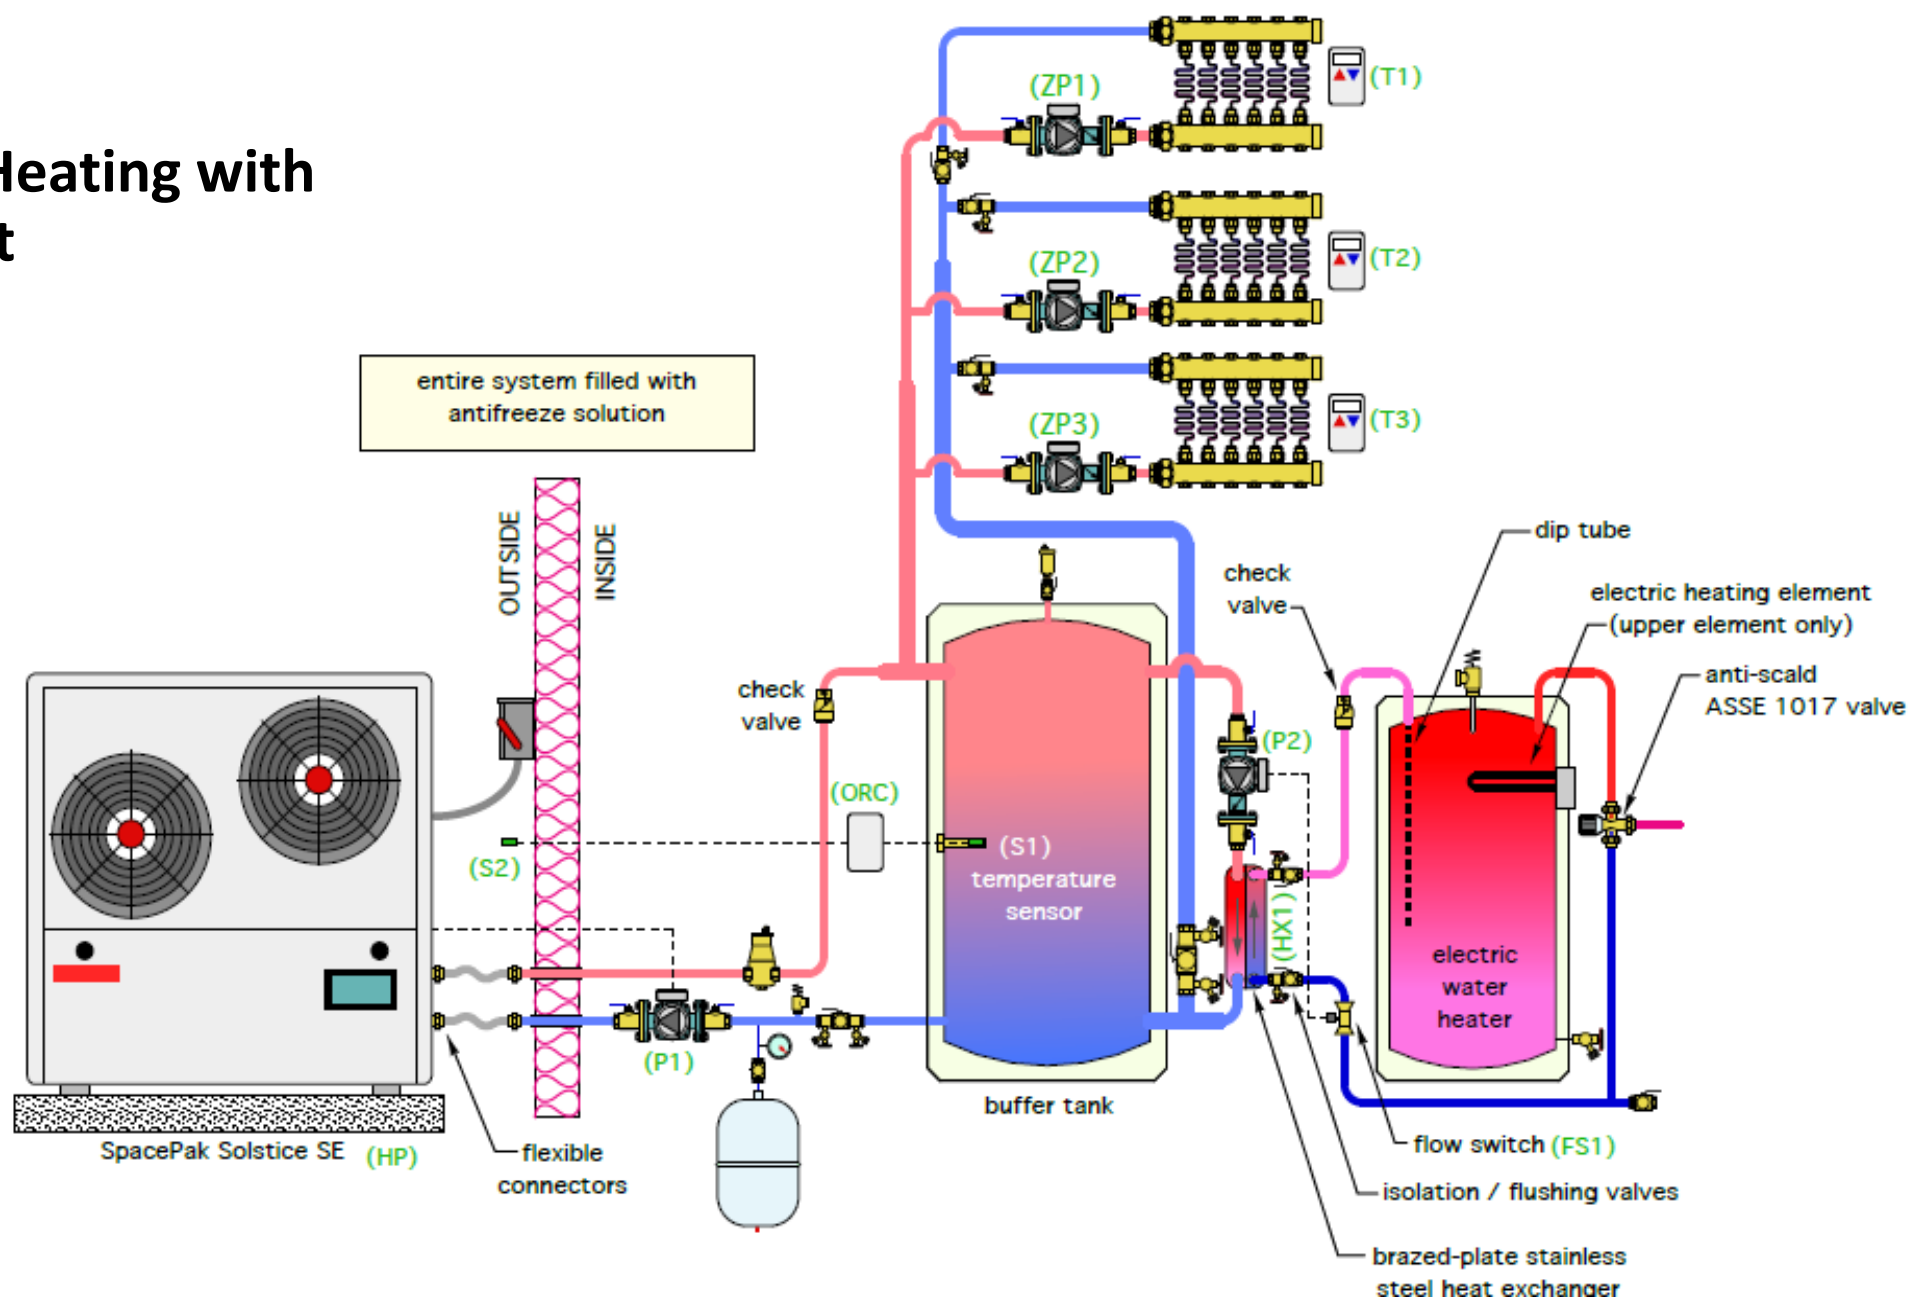 Heating with
t
(ZP1)
(T1)
(ZP2)
(T2)
(ZP3)
(T3)
entire system filled with
antifreeze solution
OUTSIDE
INSIDE
dip tube
check
valve
electric heating element
(upper element only)
anti-scald
ASSE 1017 valve
check
valve
(P2)
(ORC)
(S1)
temperature
sensor
(S2)
(HX1)
electric
water
heater
(P1)
buffer tank
SpacePak Solstice SE (HP)
flexible
connectors
flow switch (FS1)
isolation / flushing valves
brazed-plate stainless
steel heat exchanger